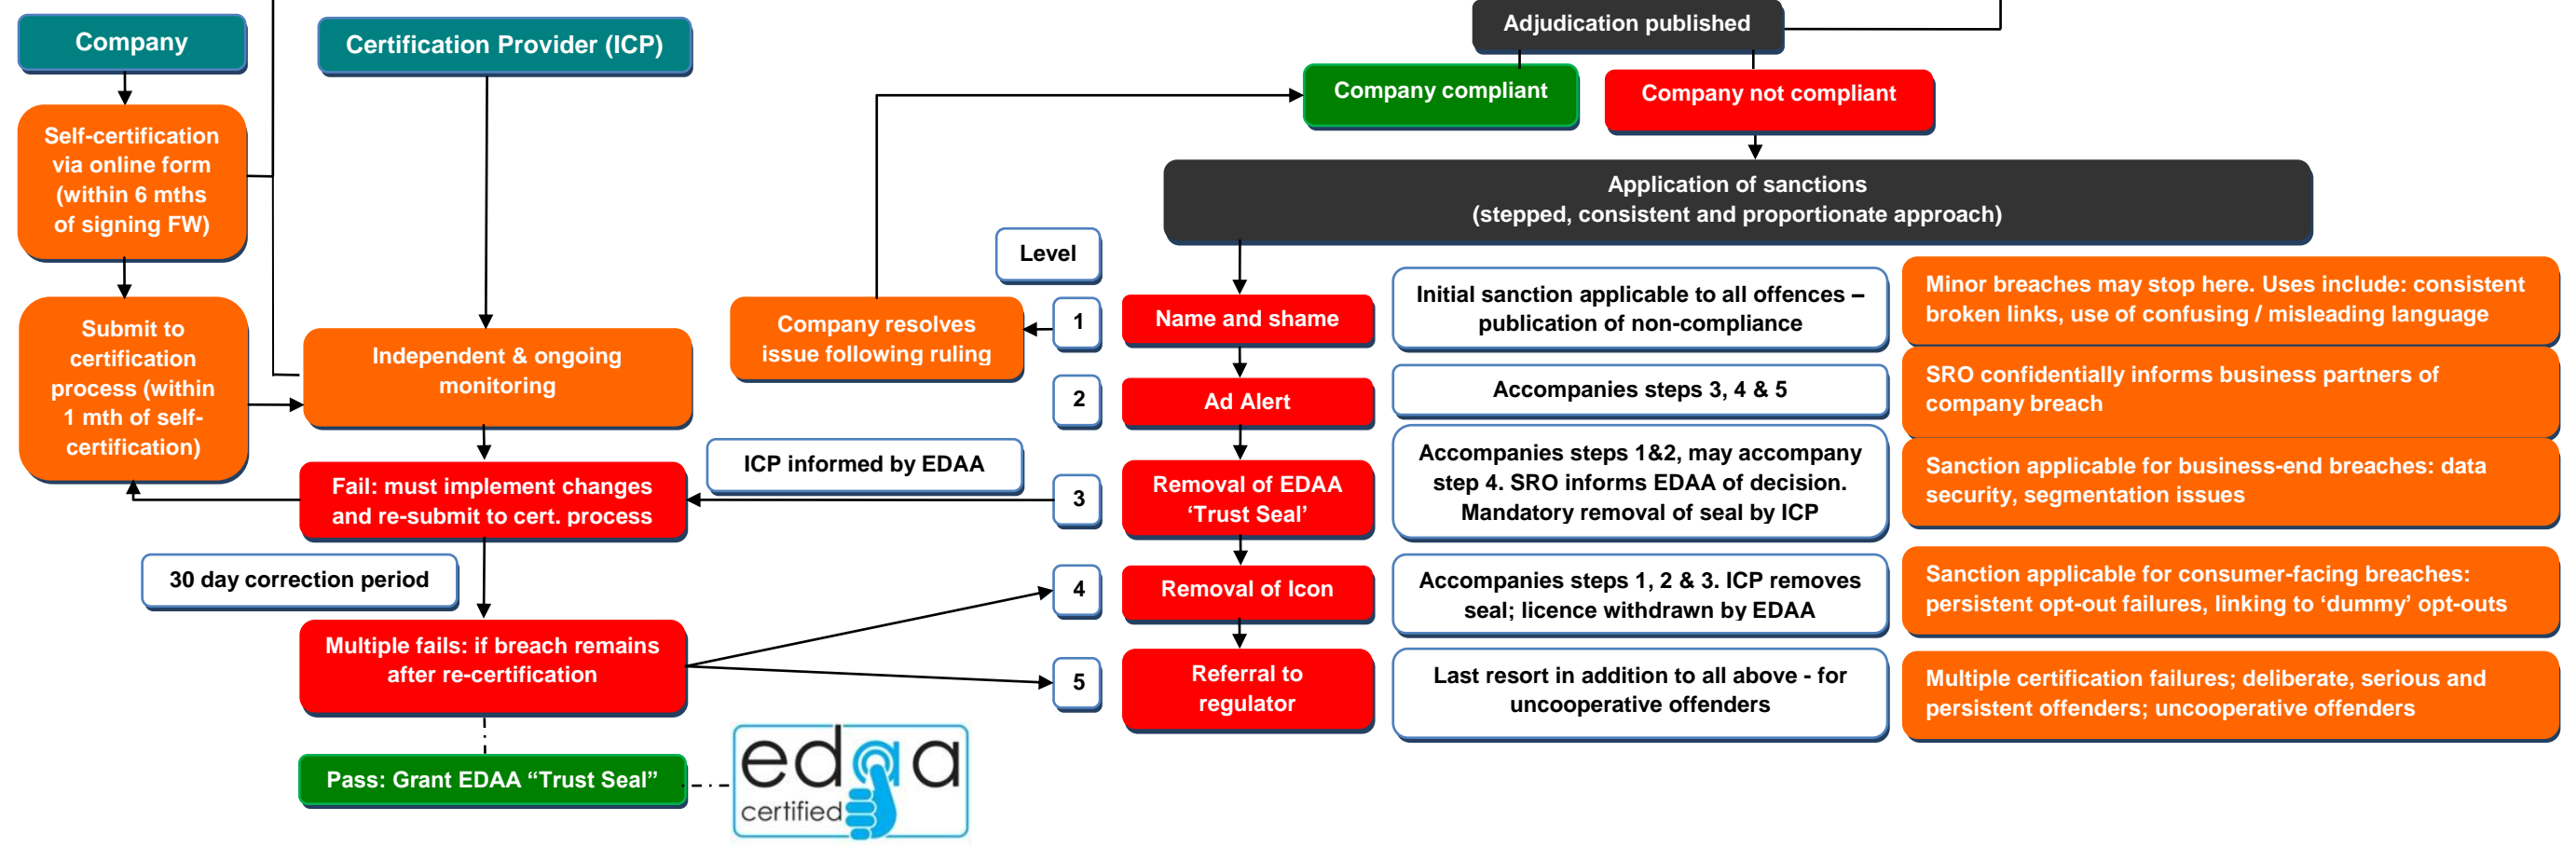 Company
Certification Provider (ICP)
Self-certification
via online form
(within 6 mths
of signing FW)
Submit to
certification
process (within
1 mth of self-
certification)
Independent & ongoing
monitoring
Fail: must implement changes
and re-submit to cert. process
30 day correction period
Multiple fails: if breach remains
after re-certification
Pass: Grant EDAA “Trust Seal”
edaa
certified
Adjudication published
Company compliant
Company not compliant
Application of sanctions
(stepped, consistent and proportionate approach)
Level
Company resolves
issue following ruling
1
Name and shame
Initial sanction applicable to all offences –
publication of non-compliance
Minor breaches may stop here. Uses include: consistent
broken links, use of confusing / misleading language
2
Ad Alert
Accompanies steps 3, 4 & 5
SRO confidentially informs business partners of
company breach
ICP informed by EDAA
3
Removal of EDAA
‘Trust Seal’
Accompanies steps 1&2, may accompany
step 4. SRO informs EDAA of decision.
Mandatory removal of seal by ICP
Sanction applicable for business-end breaches: data
security, segmentation issues
4
Removal of Icon
Accompanies steps 1, 2 & 3. ICP removes
seal; licence withdrawn by EDAA
Sanction applicable for consumer-facing breaches:
persistent opt-out failures, linking to ‘dummy’ opt-outs
5
Referral to
regulator
Last resort in addition to all above - for
uncooperative offenders
Multiple certification failures; deliberate, serious and
persistent offenders; uncooperative offenders